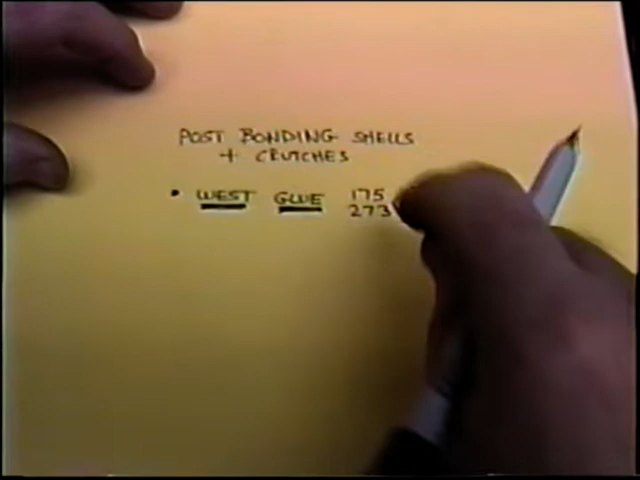 POST BONDING SHELLS
+ CRUTCHES
• WEST GLUE 175
273